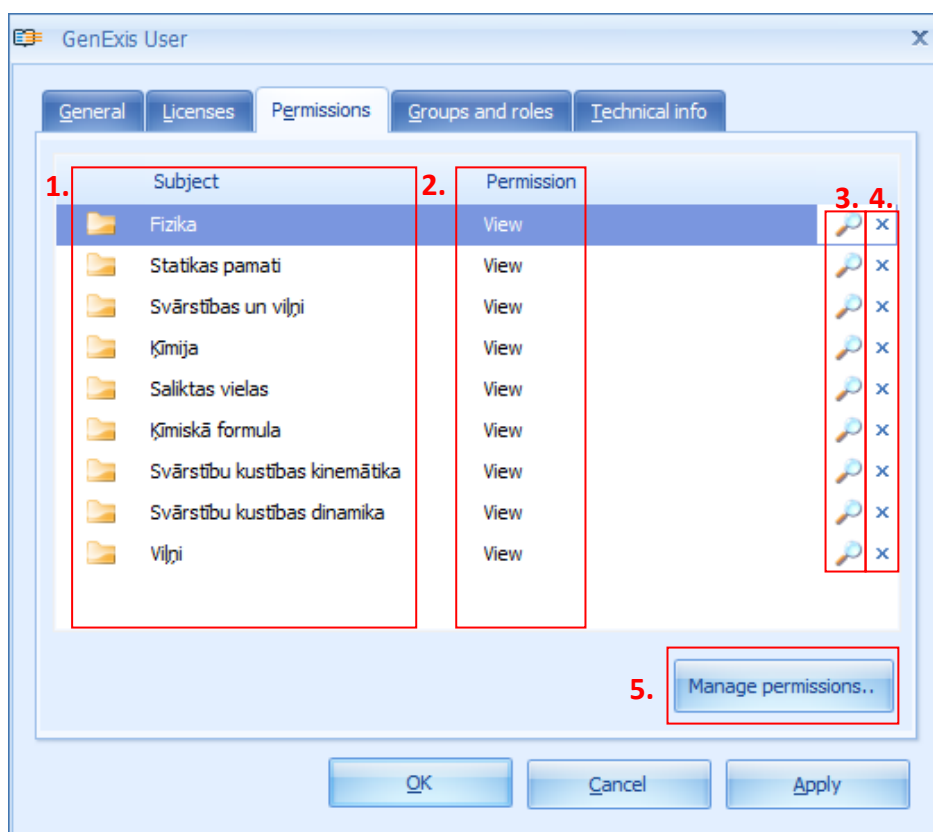 GenExis User
General Licenses Permissions Groups and roles Technical info
1. Subject 2. Permission
3. 4.
Fizika View
Statikas pamati View
Svārstības un viļņi View
Ķīmija View
Saliktas vielas View
Ķīmiskā formula View
Svārstību kustības kinemātika View
Svārstību kustības dinamika View
Viļņi View
5. Manage permissions..
OK Cancel Apply